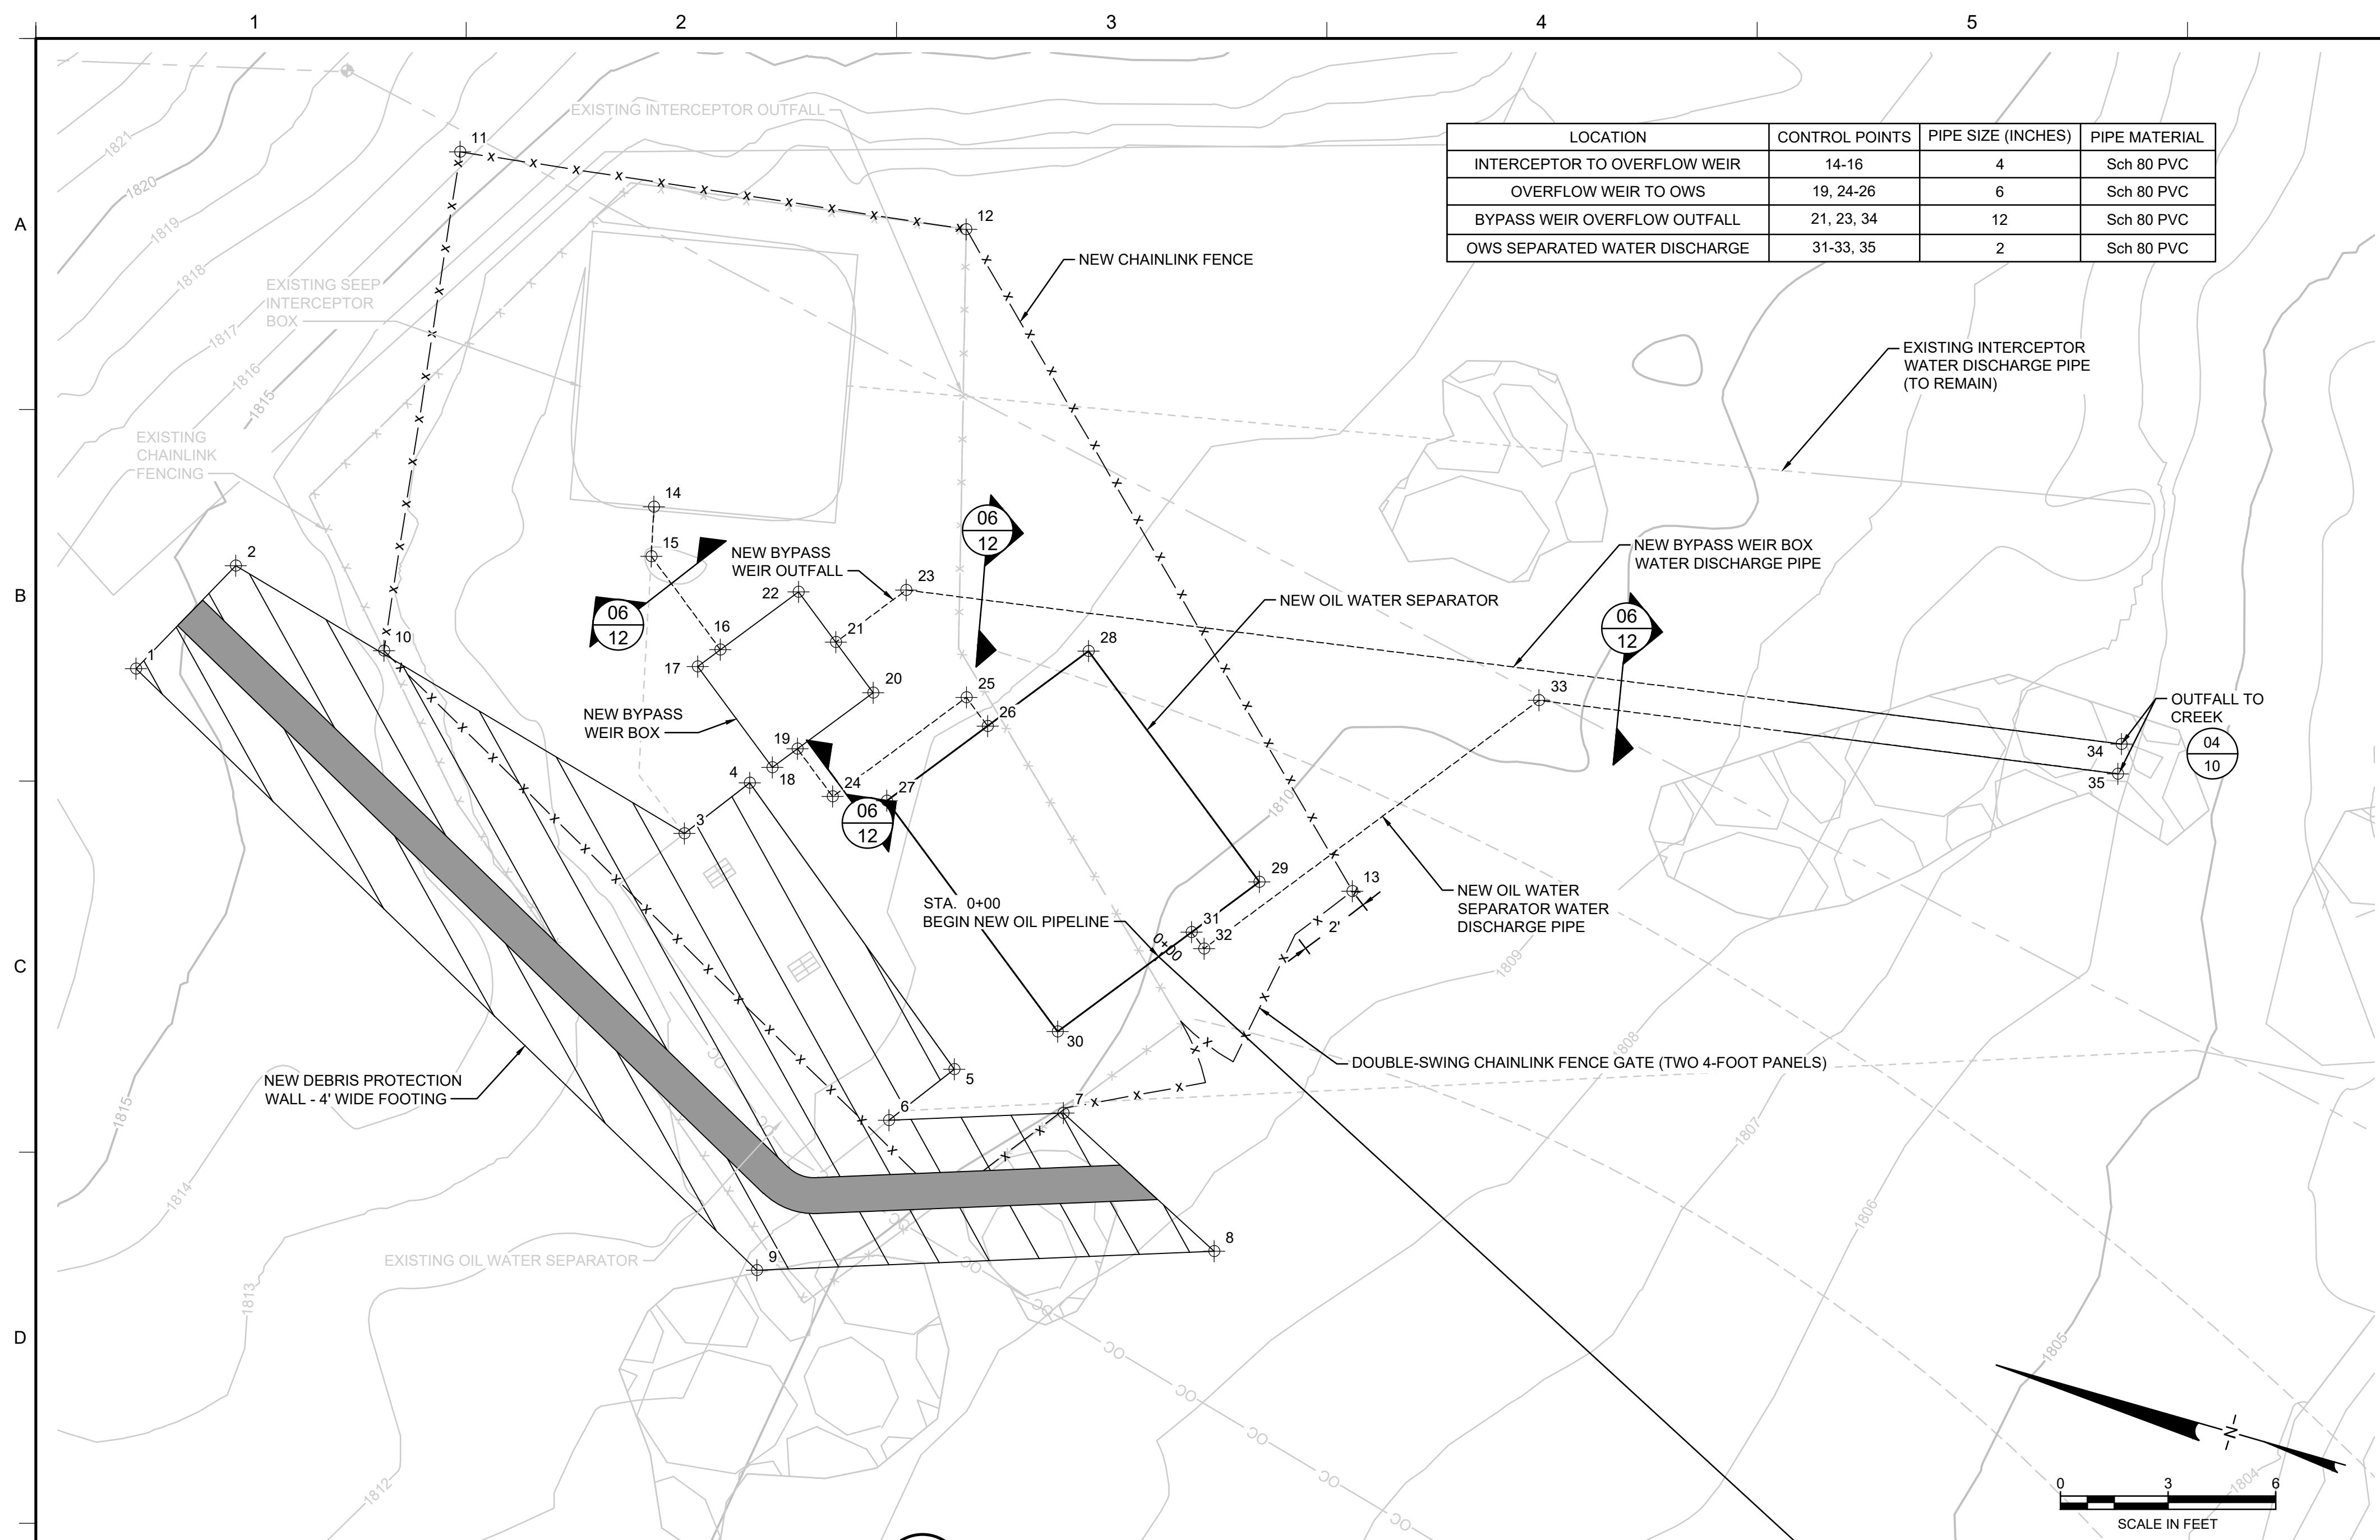 1 2 3 4 5
A
B
C
D
LOCATION CONTROL POINTS PIPE SIZE (INCHES) PIPE MATERIAL
INTERCEPTOR TO OVERFLOW WEIR 14-16 4 Sch 80 PVC
OVERFLOW WEIR TO OWS 19, 24-26 6 Sch 80 PVC
BYPASS WEIR OVERFLOW OUTFALL 21, 23, 34 12 Sch 80 PVC
OWS SEPARATED WATER DISCHARGE 31-33, 35 2 Sch 80 PVC
EXISTING INTERCEPTOR OUTFALL
11
1821
1820
1819
1818
1817
1816
1815
12
NEW CHAINLINK FENCE
EXISTING SEEP
INTERCEPTOR
BOX
EXISTING INTERCEPTOR
WATER DISCHARGE PIPE
(TO REMAIN)
EXISTING
CHAINLINK
FENCING
14
15
06
12
06
12
NEW BYPASS
WEIR OUTFALL
23
22
21
16
17
20
2
1
10
NEW BYPASS WEIR BOX
WATER DISCHARGE PIPE
06
12
NEW OIL WATER SEPARATOR
28
25
26
33
OUTFALL TO
CREEK
34
35
04
10
NEW BYPASS
WEIR BOX
19
18
4
24
27
3
06
12
1810
29
13
STA. 0+00
BEGIN NEW OIL PIPELINE
0+00
31
32
2'
NEW OIL WATER
SEPARATOR WATER
DISCHARGE PIPE
1809
30
5
6
7
DOUBLE-SWING CHAINLINK FENCE GATE (TWO 4-FOOT PANELS)
1808
1807
1806
NEW DEBRIS PROTECTION
WALL - 4' WIDE FOOTING
1815
1814
OC
OC
8
9
EXISTING OIL WATER SEPARATOR
1813
OC
OC
OC
OC
OC
OC
OC
OC
1812
1805
-N-
1804
0 3 6
SCALE IN FEET